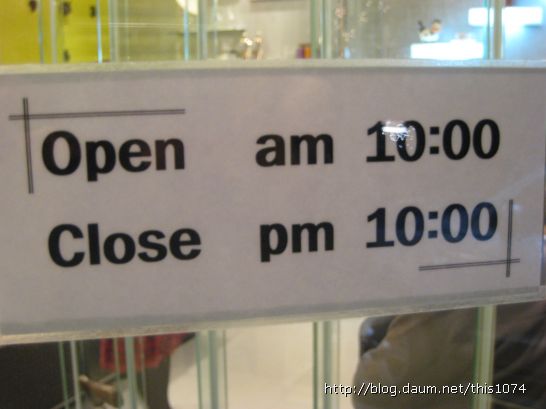 Open am 10:00
Close pm 10:00
http://blog.daum.net/this1074